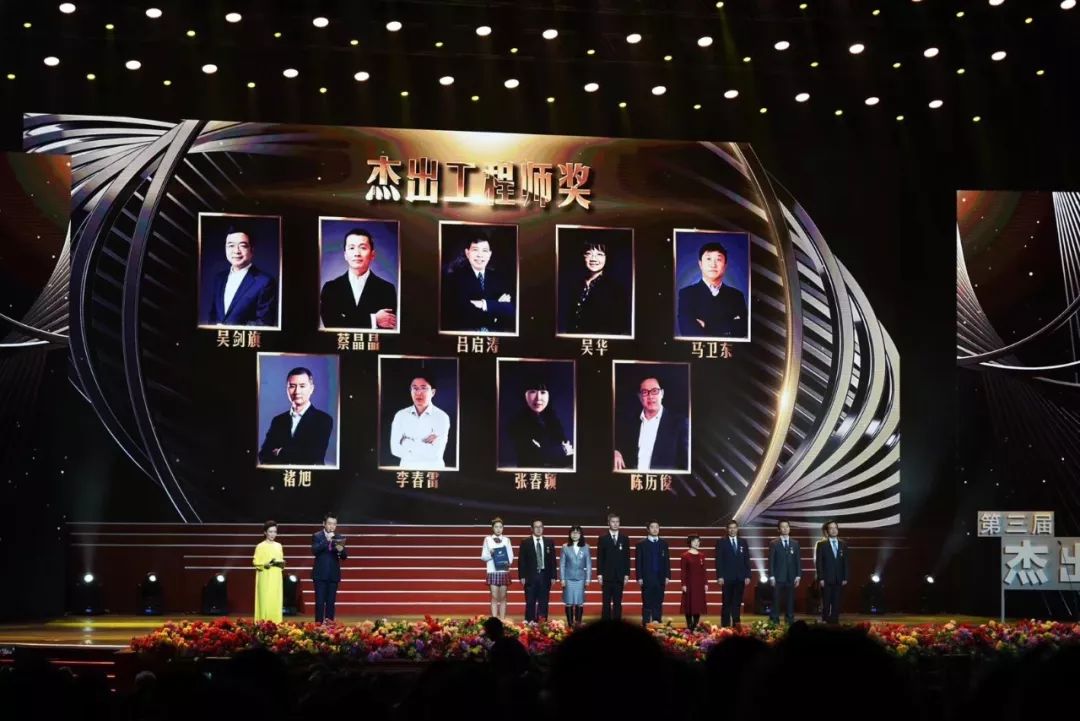 杰出工程师奖
吴剑旗 蔡晶晶 吕启涛 吴华 马卫东
褚旭 李春雷 张春颖 陈历俊
第三届
杰出